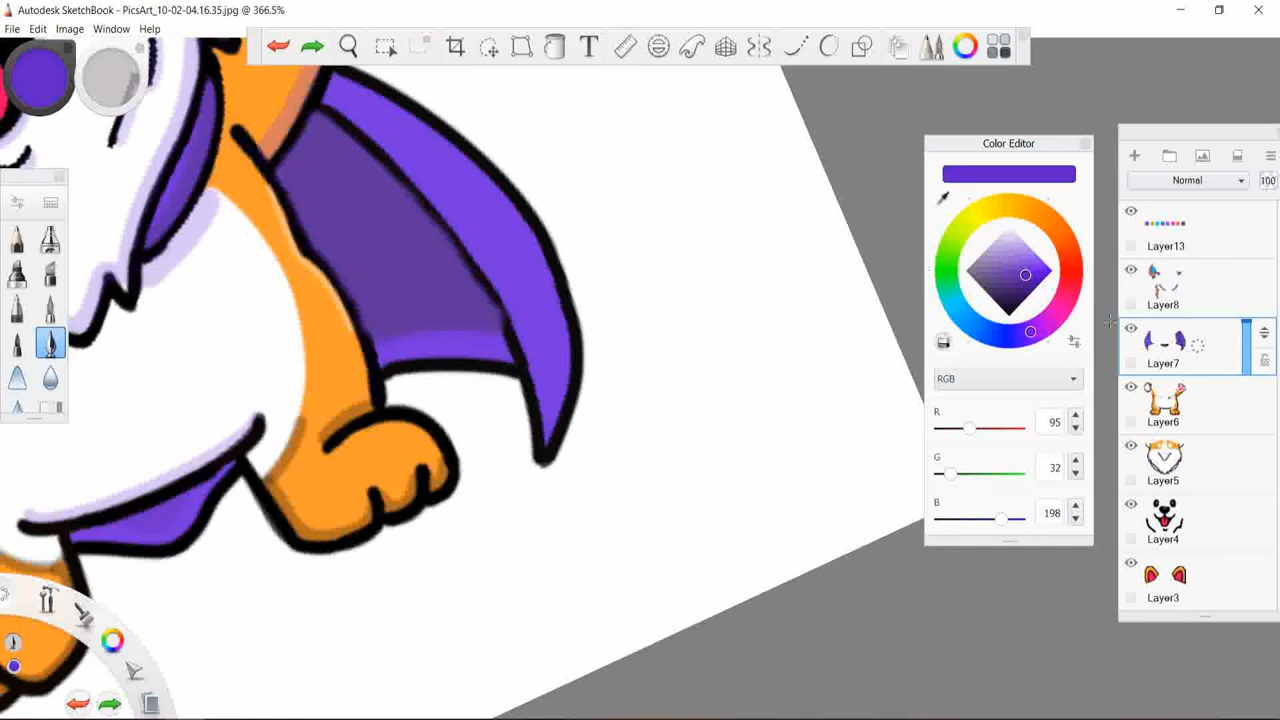 Autodesk SketchBook - PicsArt_10-02-04.16.35.jpg @ 366.5%
File Edit Image Window Help
T
Color Editor
RGB
R 95
G 32
B 198
Normal 100
Layer13
Layer8
Layer7
Layer6
Layer5
Layer4
Layer3